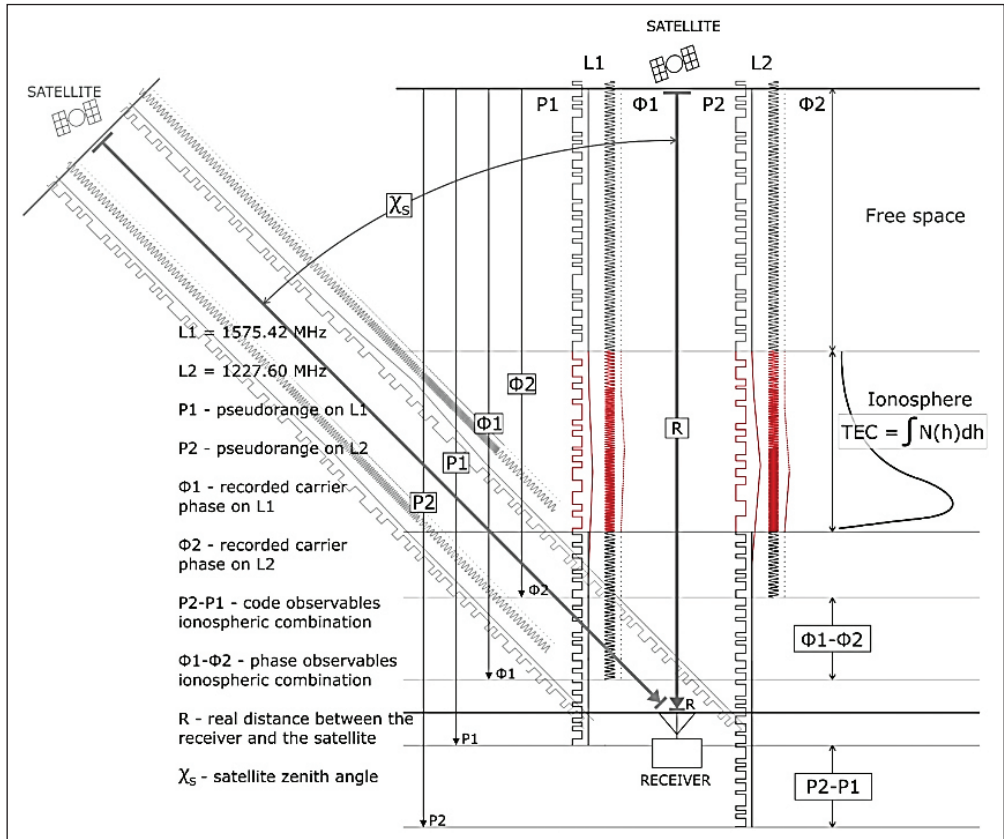 SATELLITE
SATELLITE
L1
L2
P1
Φ1
P2
Φ2
χs
Free space
L1 = 1575.42 MHz
L2 = 1227.60 MHz
P1 - pseudorange on L1
P2 - pseudorange on L2
Φ1 - recorded carrier
phase on L1
Φ2 - recorded carrier
phase on L2
P2-P1 - code observables
ionospheric combination
Φ1-Φ2 - phase observables
ionospheric combination
R - real distance between the
receiver and the satellite
χs - satellite zenith angle
Φ2
Φ1
P1
P2
R
Ionosphere
TEC = ∫N(h)dh
Φ2
Φ1
R
P1
P2
Φ1-Φ2
RECEIVER
P2-P1